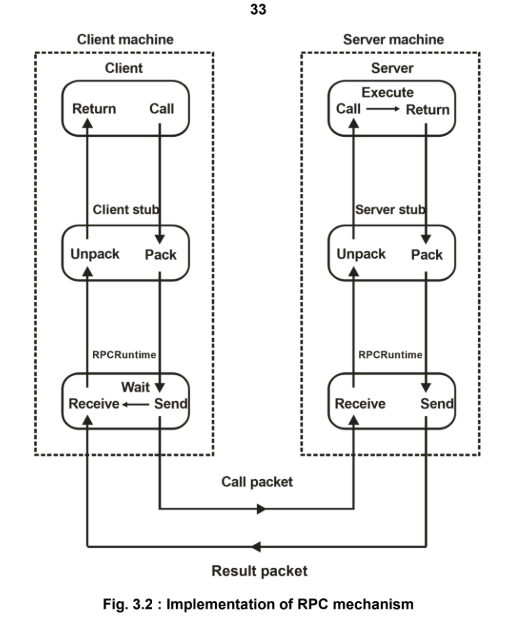 33
Client machine
Server machine
Client
Server
Return Call
Execute
Call Return
Client stub
Server stub
Unpack Pack
Unpack Pack
RPCRuntime
RPCRuntime
Wait
Receive Send
Receive Send
Call packet
Result packet
Fig. 3.2 : Implementation of RPC mechanism